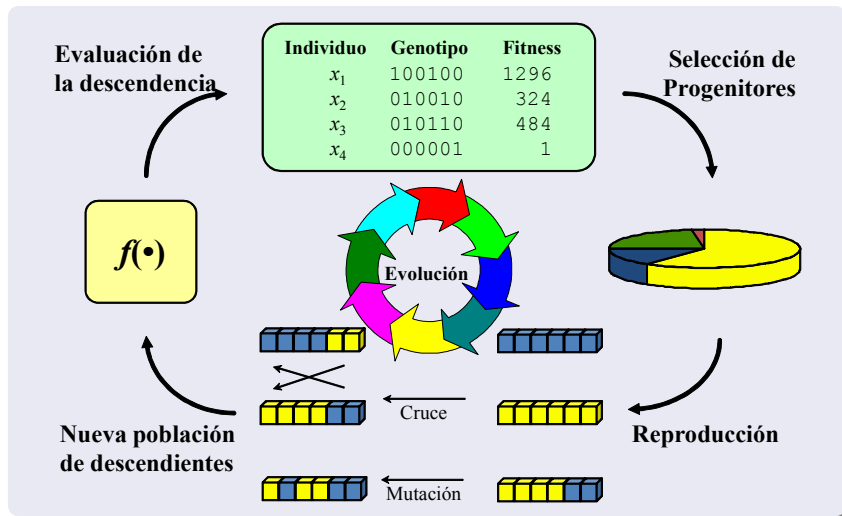 Evaluación de
la descendencia
Individuo Genotipo Fitness
x1 100100 1296
x2 010010 324
x3 010110 484
x4 000001 1
Selección de
Progenitores
f(•)
Evolución
Cruce
Mutación
Nueva población
de descendientes
Reproducción